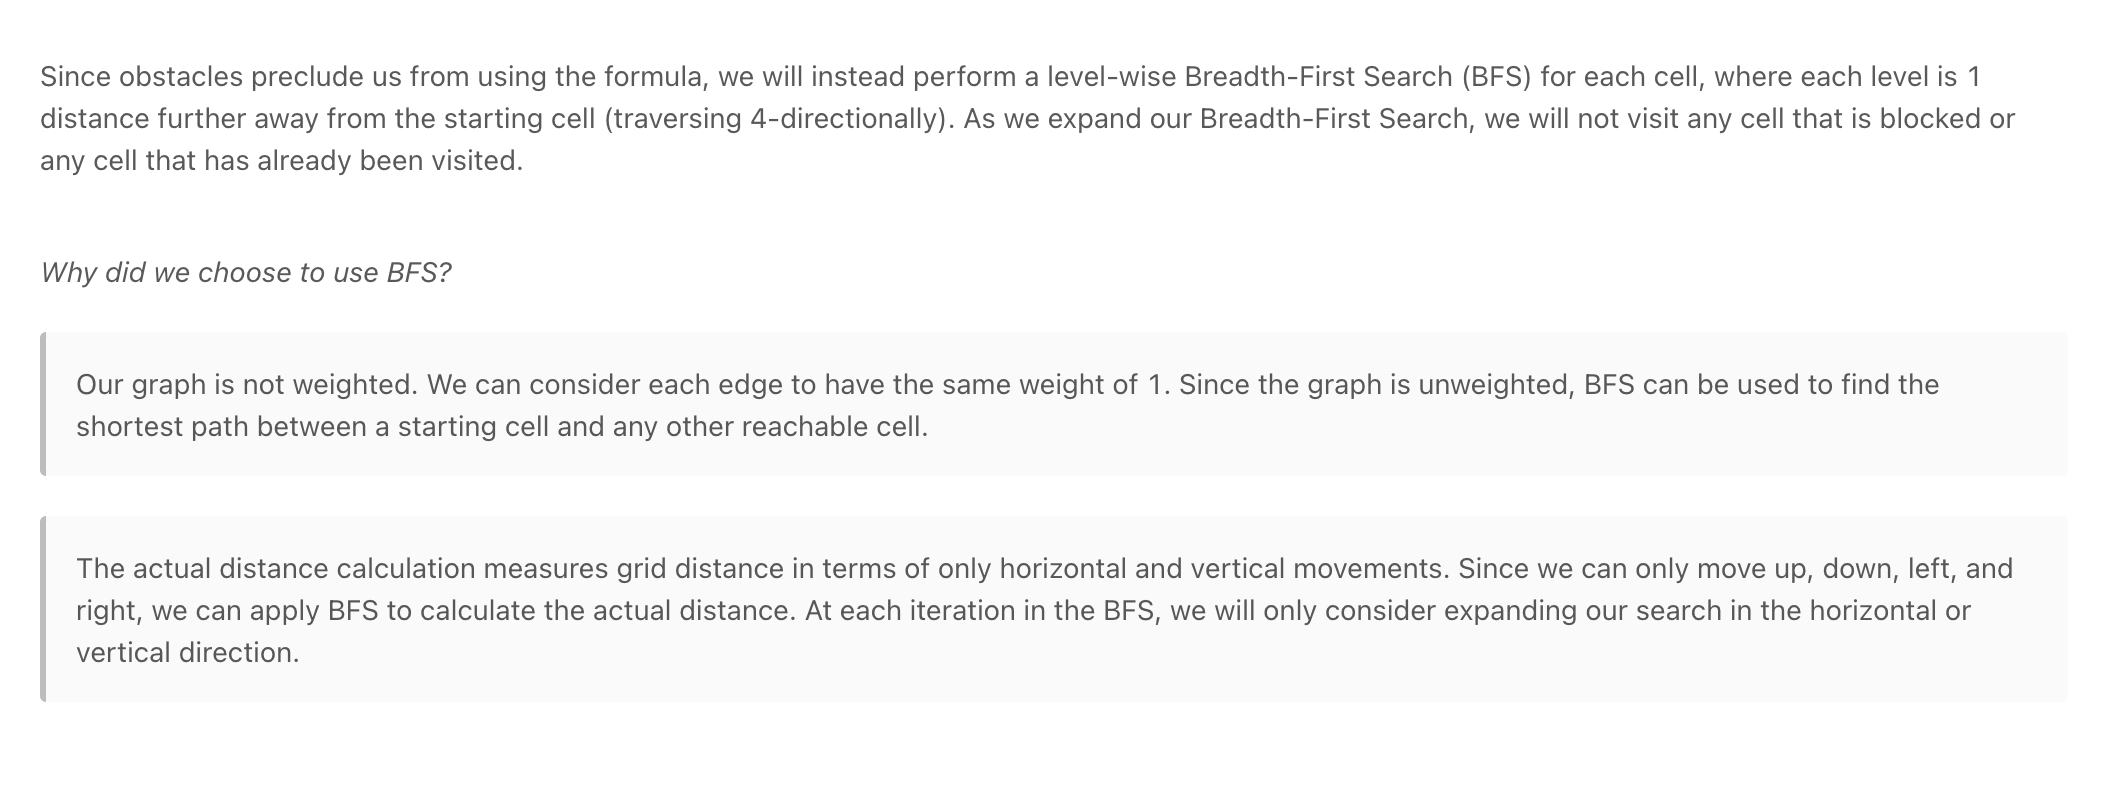 Since obstacles preclude us from using the formula, we will instead perform a level-wise Breadth-First Search (BFS) for each cell, where each level is 1
distance further away from the starting cell (traversing 4-directionally). As we expand our Breadth-First Search, we will not visit any cell that is blocked or
any cell that has already been visited.
Why did we choose to use BFS?
Our graph is not weighted. We can consider each edge to have the same weight of 1. Since the graph is unweighted, BFS can be used to find the
shortest path between a starting cell and any other reachable cell.
The actual distance calculation measures grid distance in terms of only horizontal and vertical movements. Since we can only move up, down, left, and
right, we can apply BFS to calculate the actual distance. At each iteration in the BFS, we will only consider expanding our search in the horizontal or
vertical direction.